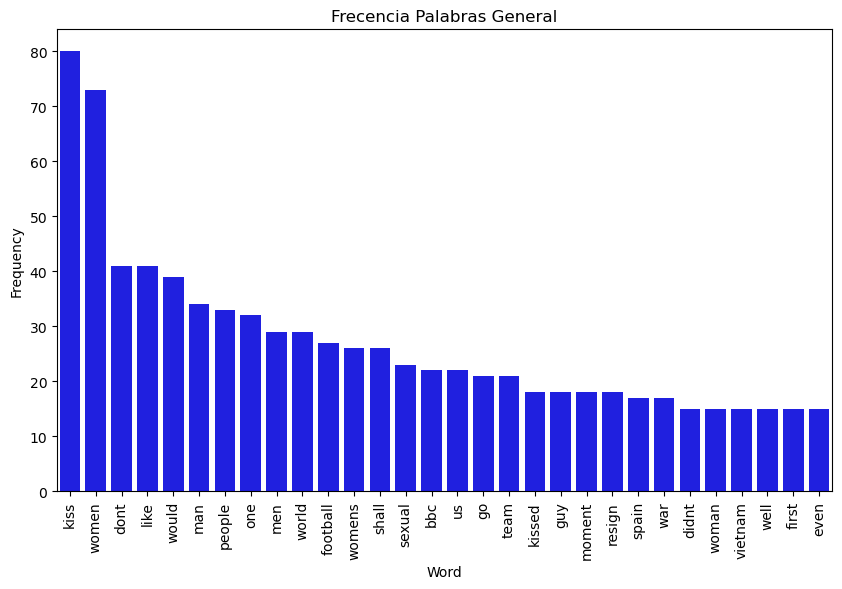 Frecencia Palabras General
Frequency
80
70
60
50
40
30
20
10
0
kiss
women
dont
like
would
man
people
one
men
world
football
womens
shall
sexual
bbc
us
go
team
kissed
guy
moment
resign
spain
war
didnt
woman
vietnam
well
first
even
Word